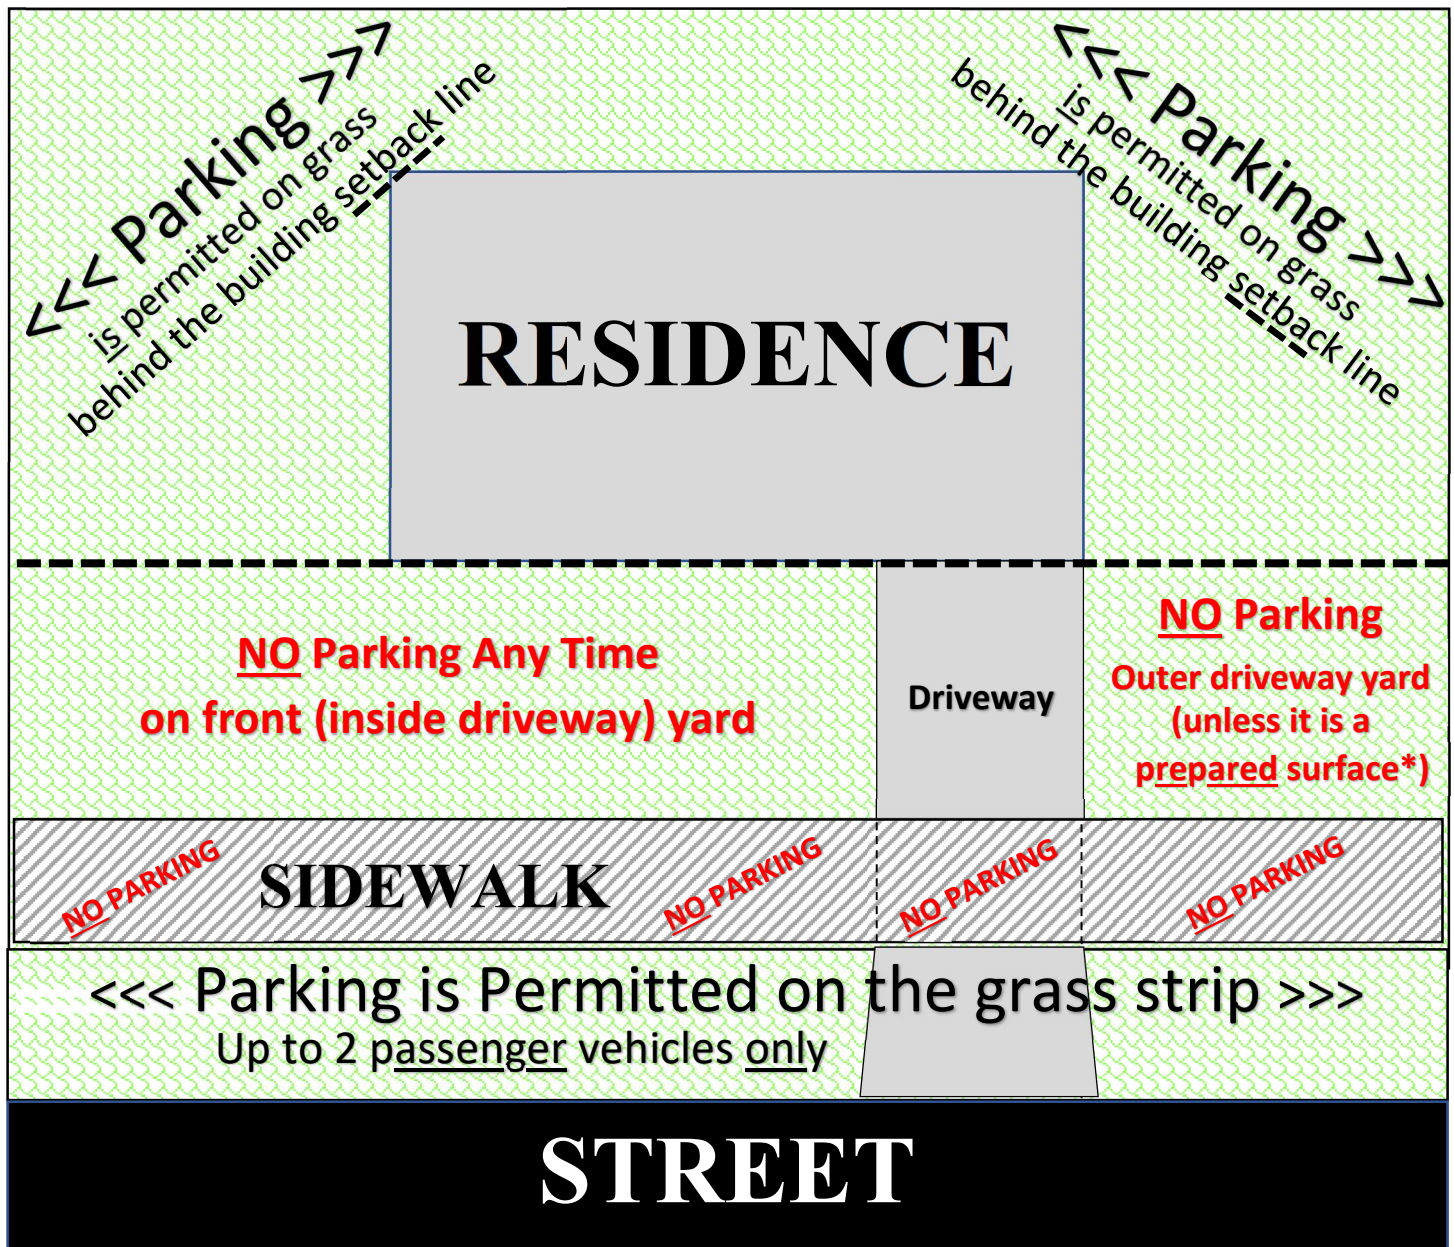 <<< Parking >>>
is permitted on grass
behind the building setback line
<<< Parking >>>
is permitted on grass
behind the building setback line
RESIDENCE
NO Parking Any Time
on front (inside driveway) yard
Driveway
NO Parking
Outer driveway yard
(unless it is a
prepared surface*)
NO PARKING
SIDEWALK
NO PARKING
NO PARKING
NO PARKING
<<< Parking is Permitted on the grass strip >>>
Up to 2 passenger vehicles only
STREET